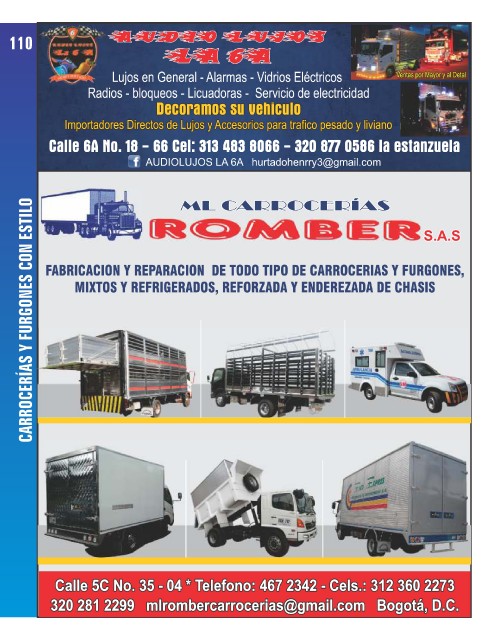 110
CARROCERÍAS Y FURGONES CON ESTILO
AUDIO LUJOS
LA 6A
Lujos en General - Alarmas - Vidrios Eléctricos
Radios - bloqueos - Licuadoras - Servicio de electricidad
Decoramos su vehiculo
Ventas por Mayor y al Detal
Importadores Directos de Lujos y Accesorios para trafico pesado y liviano
Calle 6A No. 18 – 66 Cel: 313 483 8066 – 320 877 0586 la estanzuela
f AUDIOLUJOS LA 6A hurtadohenrry3@gmail.com
ML CARROCERÍAS
ROMBER S.A.S
FABRICACION Y REPARACION DE TODO TIPO DE CARROCERIAS Y FURGONES,
MIXTOS Y REFRIGERADOS, REFORZADA Y ENDEREZADA DE CHASIS
Calle 5C No. 35 - 04 * Telefono: 467 2342 - Cels.: 312 360 2273
320 281 2299 mlrombercarrocerias@gmail.com Bogotá, D.C.